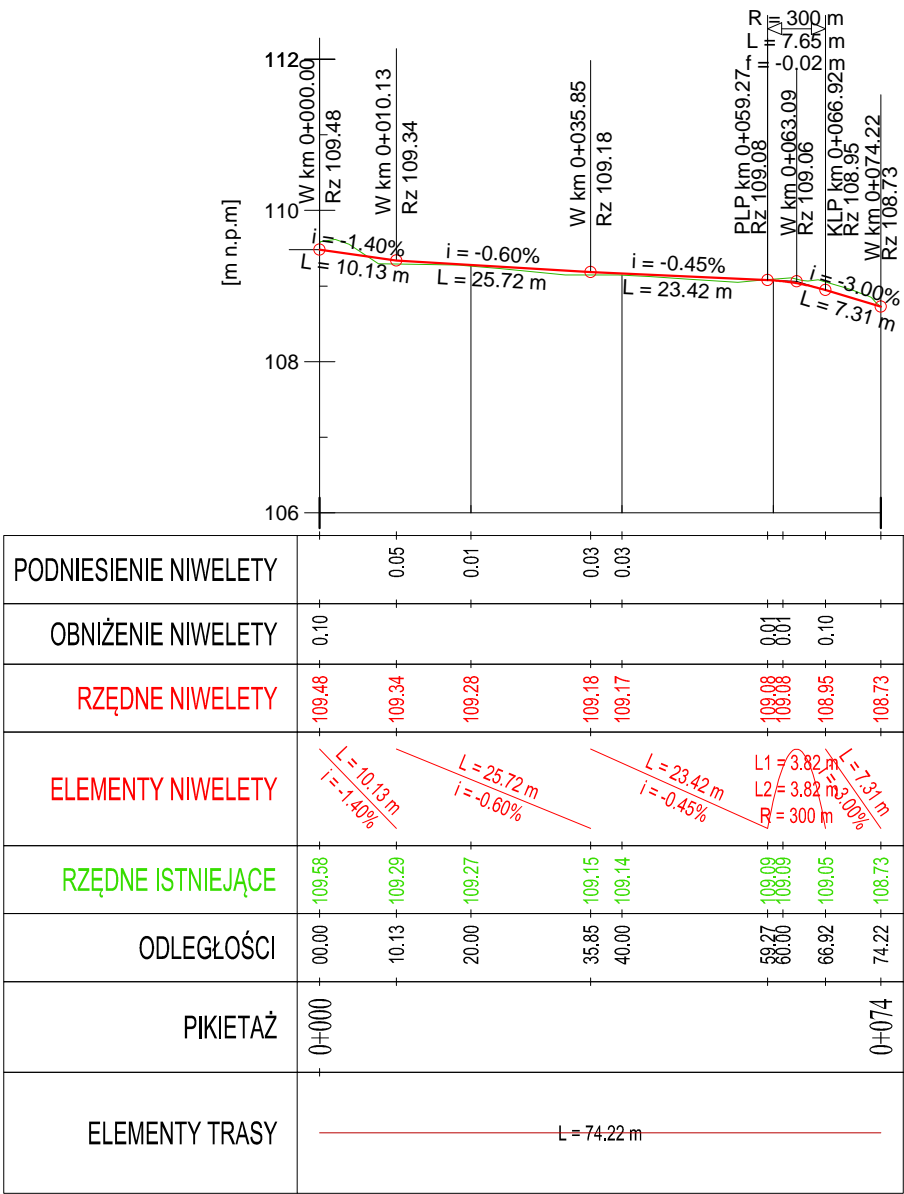 R = 300 m
L = 7.65 m
f = -0.02 m
112
110
108
106
[m n.p.m]
W km 0+000.00
Rz 109.48
W km 0+010.13
Rz 109.34
W km 0+035.85
Rz 109.18
PLP km 0+059.27
Rz 109.08
W km 0+063.09
Rz 109.06
KLP km 0+066.92
Rz 108.95
W km 0+074.22
Rz 108.73
i = -1.40%
L = 10.13 m
i = -0.60%
L = 25.72 m
i = -0.45%
L = 23.42 m
i = -3.00%
L = 7.31 m
PODNIESIENIE NIWELETY
0.05
0.01
0.03
0.03
OBNIŻENIE NIWELETY
0.10
0.01
0.01
0.10
RZĘDNE NIWELETY
109.48
109.34
109.28
109.18
109.17
109.08
109.08
108.95
108.73
ELEMENTY NIWELETY
L = 10.13 m
i = -1.40%
L = 25.72 m
i = -0.60%
L = 23.42 m
i = -0.45%
L1 = 3.82 m
L2 = 3.82 m
R = 300 m
L = 7.31 m
i = -3.00%
RZĘDNE ISTNIEJĄCE
109.58
109.29
109.27
109.15
109.14
109.09
109.09
109.05
108.73
ODLEGŁOŚCI
00.00
10.13
20.00
35.85
40.00
59.27
60.00
66.92
74.22
PIKIETAŻ
0+000
0+074
ELEMENTY TRASY
L = 74.22 m